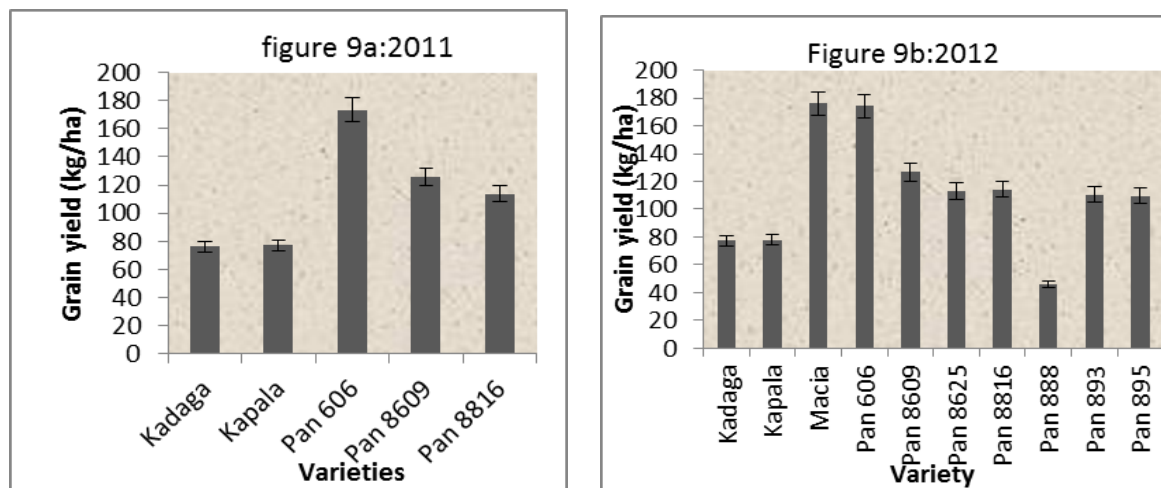 figure 9a:2011
Grain yield (kg/ha)
200
180
160
140
120
100
80
60
40
20
0
Kadaga
Kapala
Pan 606
Pan 8609
Pan 8816
Varieties
Figure 9b:2012
Grain yield (kg/ha)
200
180
160
140
120
100
80
60
40
20
0
Kadaga
Kapala
Macia
Pan 606
Pan 8609
Pan 8625
Pan 8816
Pan 888
Pan 893
Pan 895
Variety